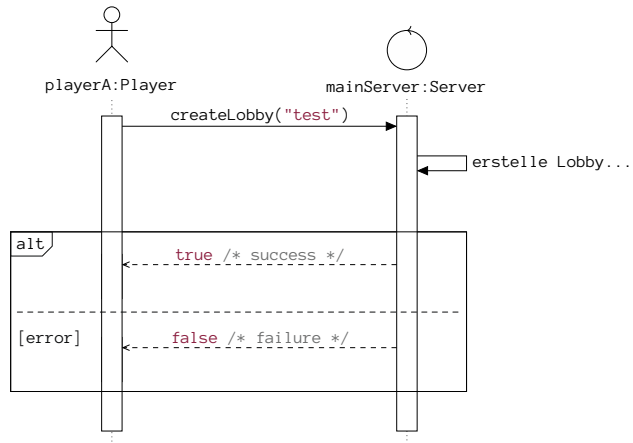 playerA:Player
mainServer:Server
createLobby("test")
erstelle Lobby...
alt
true /* success */
[error]
false /* failure */